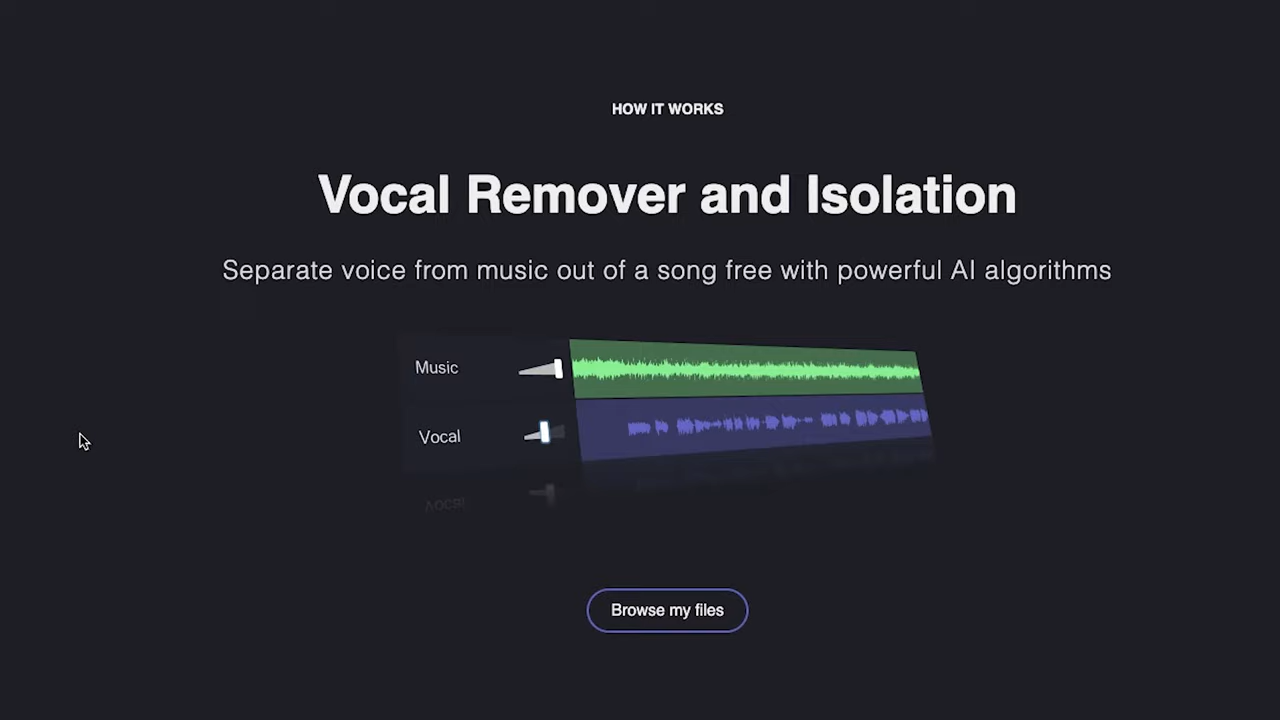 HOW IT WORKS
Vocal Remover and Isolation
Separate voice from music out of a song free with powerful AI algorithms
Music
Vocal
Vocal
Browse my files